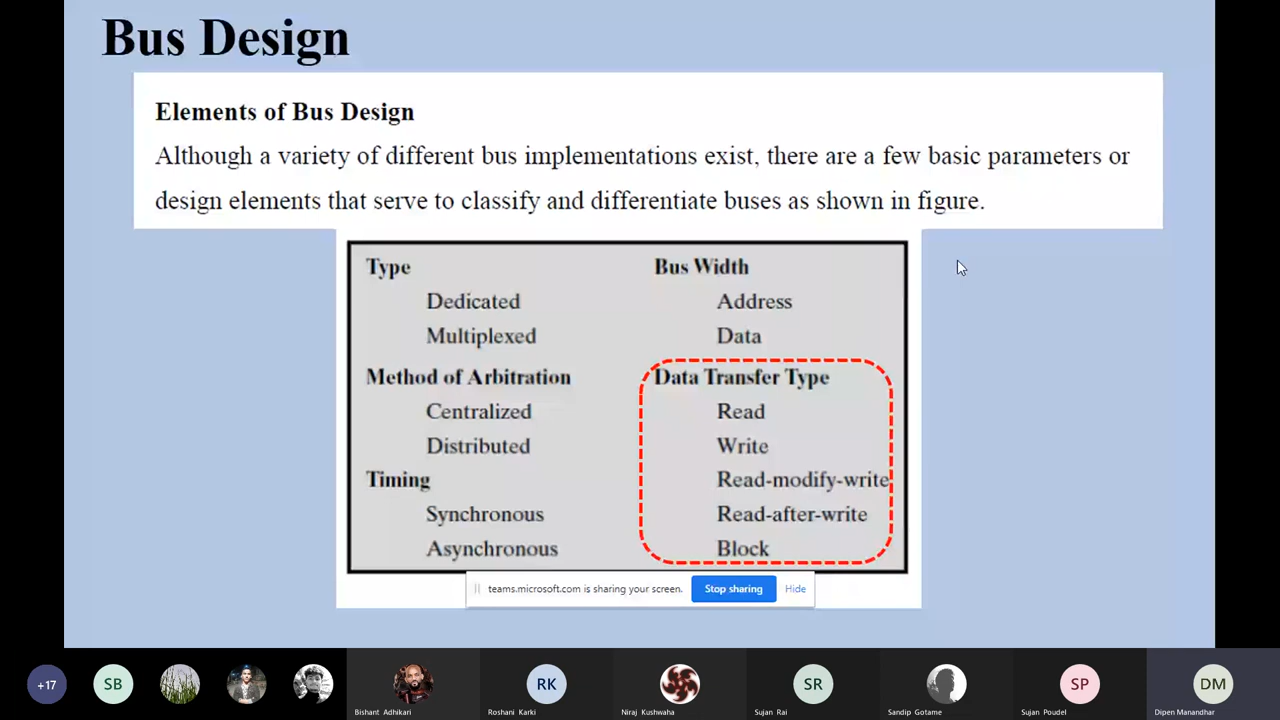 Bus Design
Elements of Bus Design
Although a variety of different bus implementations exist, there are a few basic parameters or
design elements that serve to classify and differentiate buses as shown in figure.
Type
Dedicated
Multiplexed
Method of Arbitration
Centralized
Distributed
Timing
Synchronous
Asynchronous
Bus Width
Address
Data
Data Transfer Type
Read
Write
Read-modify-write
Read-after-write
Block
teams.microsoft.com is sharing your screen. Stop sharing Hide
+17 SB RK SR SP DM
Bishant Adhikari Roshani Karki Niraj Kushwaha Sujan Rai Sandip Gotame Sujan Poudel Dipen Manandhar